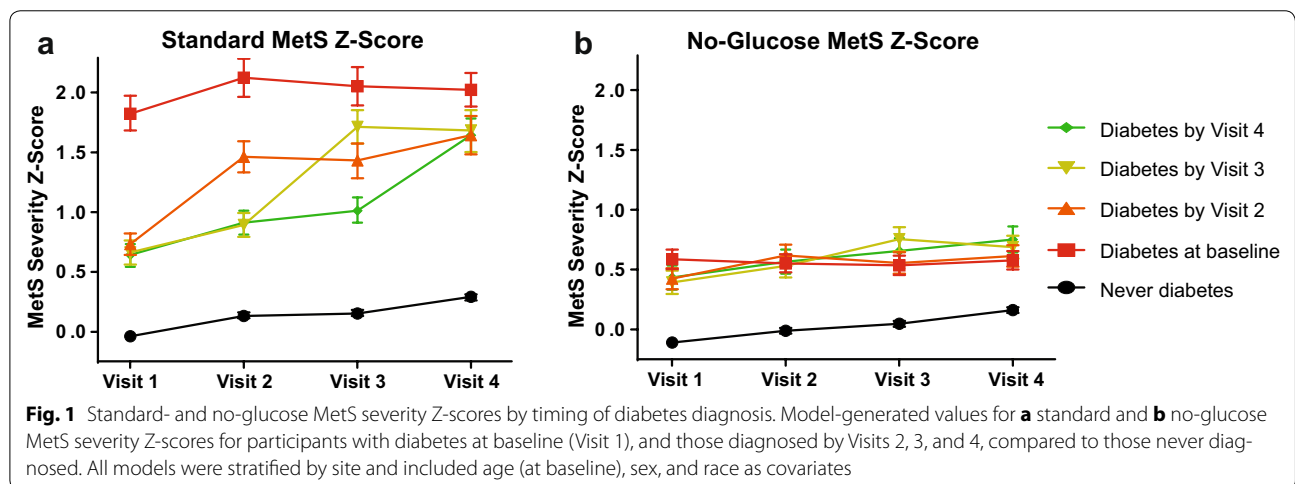 a Standard MetS Z-Score
MetS Severity Z-Score
2.0
1.5
1.0
0.5
0.0
Visit 1 Visit 2 Visit 3 Visit 4
b No-Glucose MetS Z-Score
MetS Severity Z-Score
2.0
1.5
1.0
0.5
0.0
Visit 1 Visit 2 Visit 3 Visit 4
Diabetes by Visit 4
Diabetes by Visit 3
Diabetes by Visit 2
Diabetes at baseline
Never diabetes
Fig. 1 Standard- and no-glucose MetS severity Z-scores by timing of diabetes diagnosis. Model-generated values for a standard and b no-glucose
MetS severity Z-scores for participants with diabetes at baseline (Visit 1), and those diagnosed by Visits 2, 3, and 4, compared to those never diag-
nosed. All models were stratified by site and included age (at baseline), sex, and race as covariates